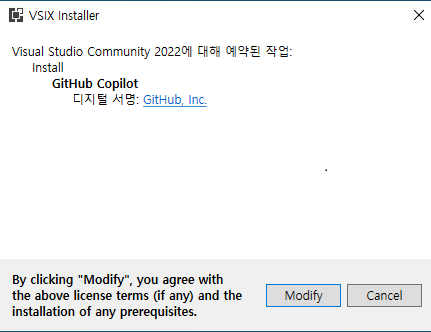 VSIX Installer
Visual Studio Community 2022에 대해 예약된 작업:
Install
GitHub Copilot
디지털 서명: GitHub, Inc.
By clicking "Modify", you agree with
the above license terms (if any) and the
installation of any prerequisites.
Modify
Cancel